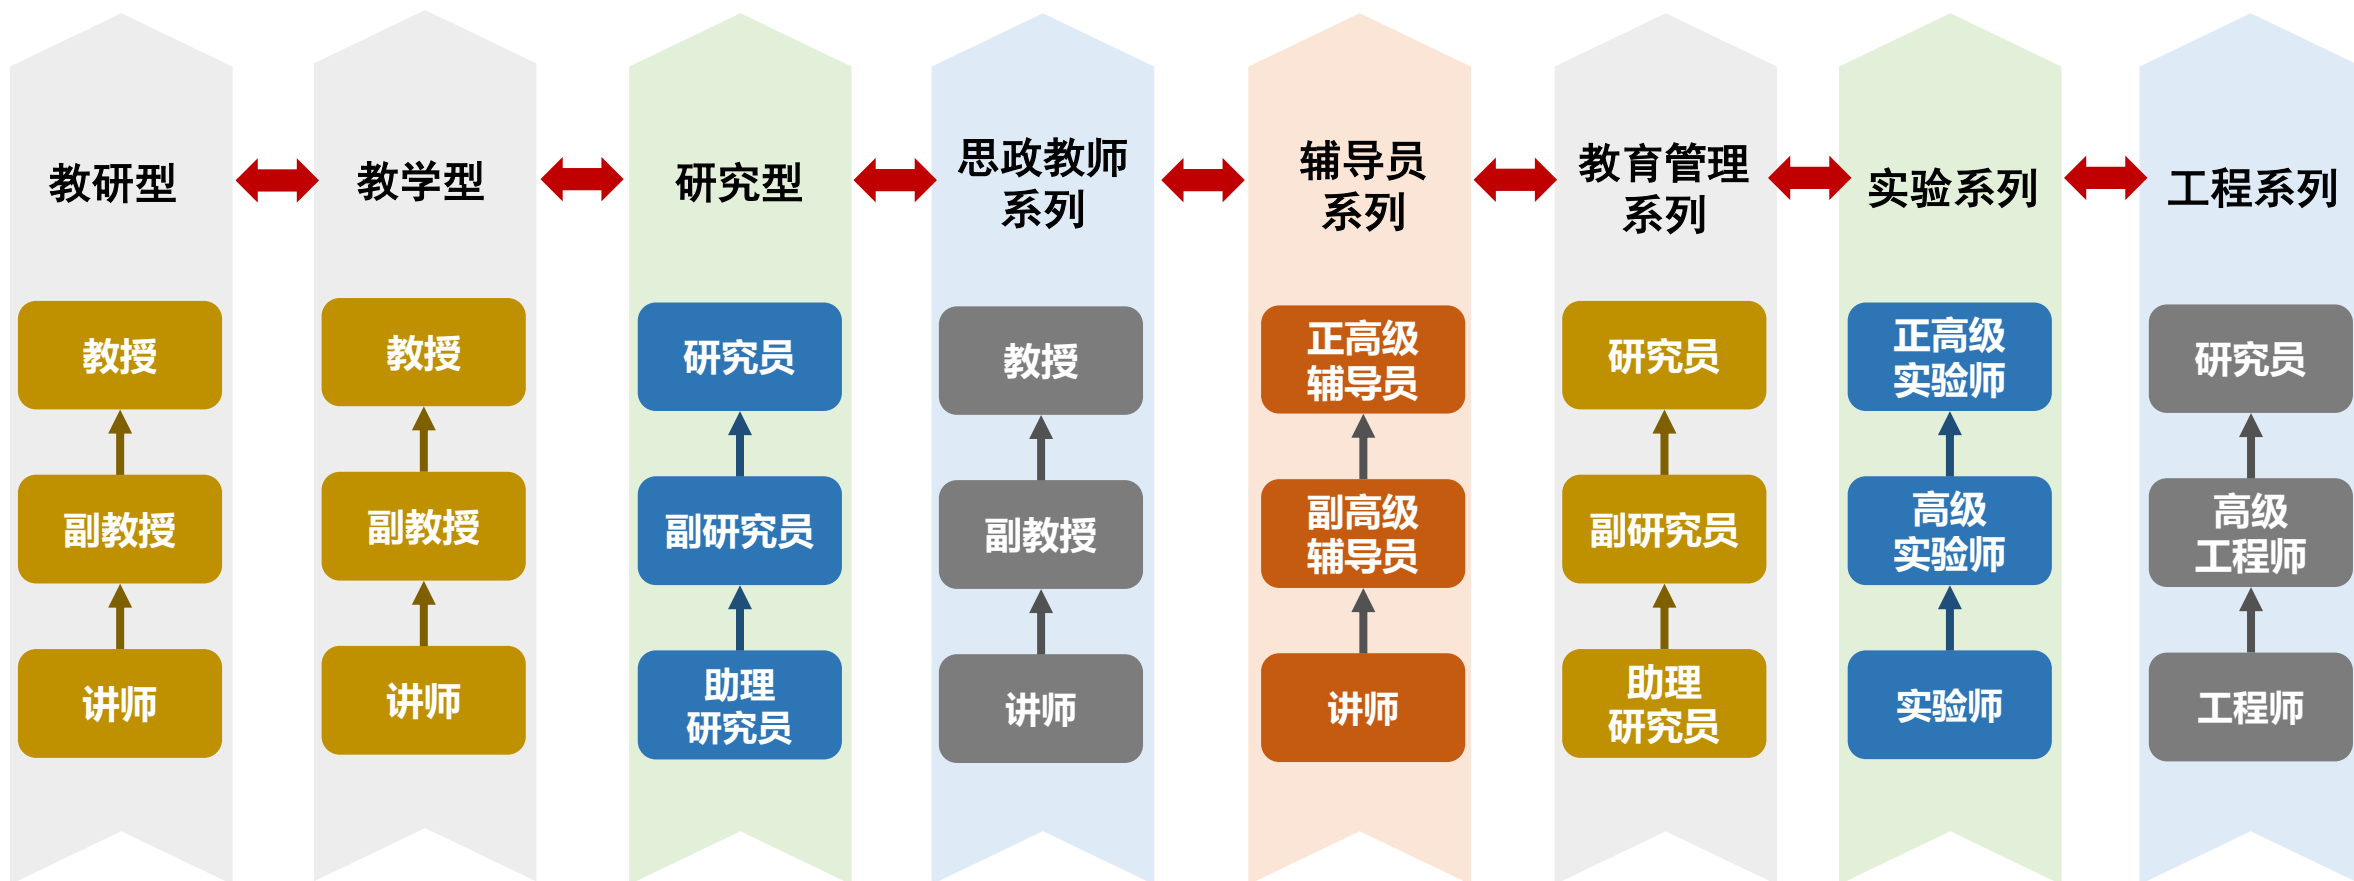 教研型
教学型
研究型
思政教师
系列
辅导员
系列
教育管理
系列
实验系列
工程系列
教授
副教授
讲师
教授
副教授
讲师
研究员
副研究员
助理
研究员
教授
副教授
讲师
正高级
辅导员
副高级
辅导员
讲师
研究员
副研究员
助理
研究员
正高级
实验师
高级
实验师
实验师
研究员
高级
工程师
工程师